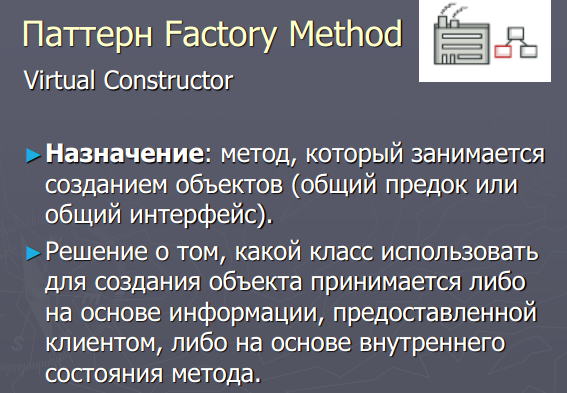 Паттерн Factory Method
Virtual Constructor
►Назначение: метод, который занимается
созданием объектов (общий предок или
общий интерфейс).
►Решение о том, какой класс использовать
для создания объекта принимается либо
на основе информации, предоставленной
клиентом, либо на основе внутреннего
состояния метода.